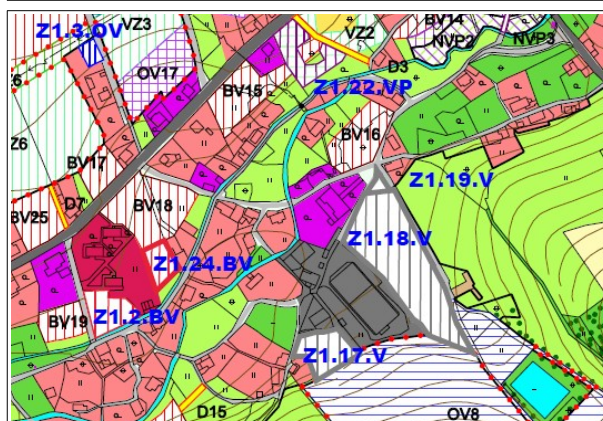 VZ3
Z1.3.OV
BV14
VZ2
NVP2
NVP3
D3
OV17
BV15
Z1.22.VP
BV16
Z6
BV17
Z1.19.V
D7
BV18
BV25
Z1.18.V
Z1.24.BV
BV19
Z1.2.BV
Z1.17.V
D15
OV8